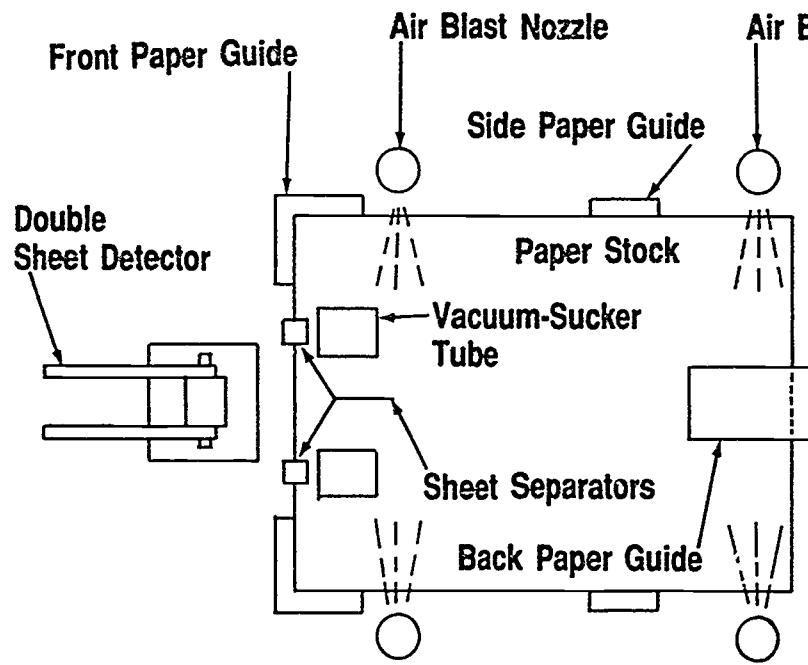 Air Blast Nozzle
Air B
Front Paper Guide
Side Paper Guide
Double
Sheet Detector
Paper Stock
Vacuum-Sucker
Tube
Sheet Separators
Back Paper Guide